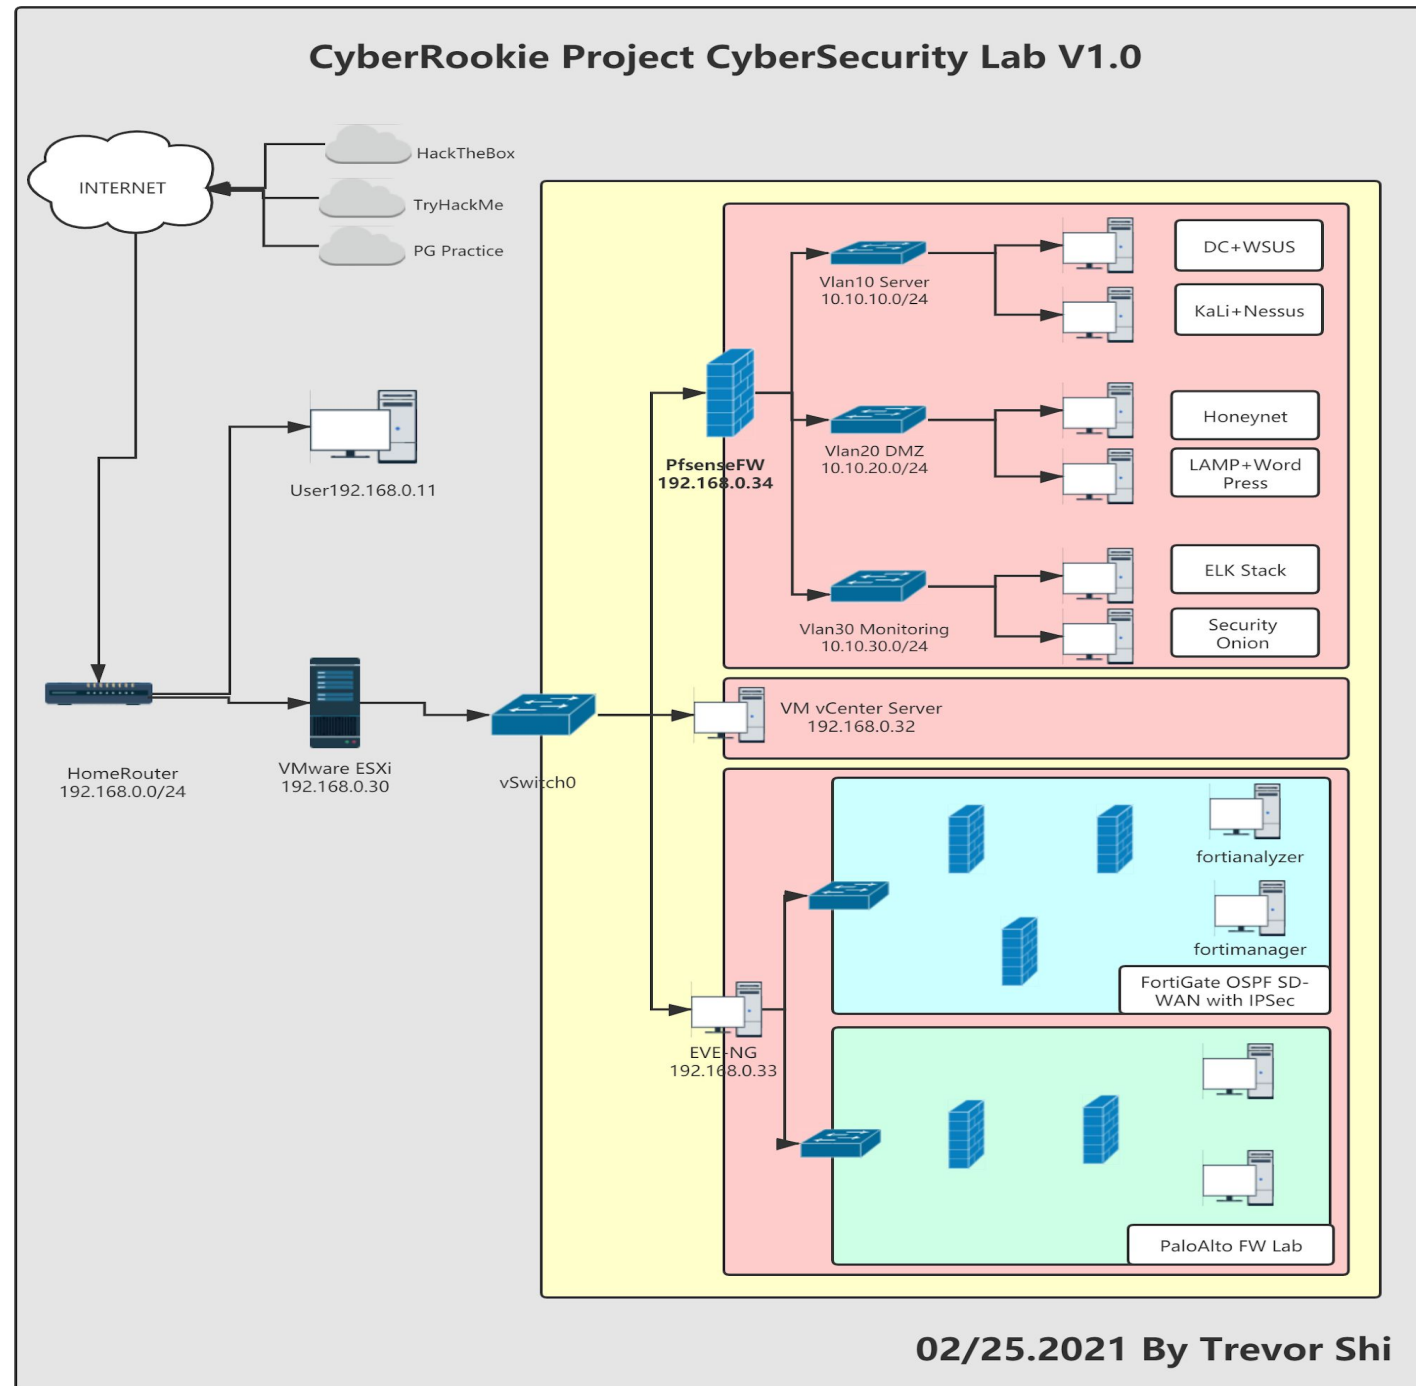 CyberRookie Project CyberSecurity Lab V1.0
INTERNET
HackTheBox
TryHackMe
PG Practice
User192.168.0.11
HomeRouter
192.168.0.0/24
VMware ESXi
192.168.0.30
vSwitch0
PfsenseFW
192.168.0.34
Vlan10 Server
10.10.10.0/24
DC+WSUS
KaLi+Nessus
Vlan20 DMZ
10.10.20.0/24
Honeynet
LAMP+Word
Press
Vlan30 Monitoring
10.10.30.0/24
ELK Stack
Security
Onion
VM vCenter Server
192.168.0.32
EVE-NG
192.168.0.33
fortianalyzer
fortimanager
FortiGate OSPF SD-
WAN with IPSec
PaloAlto FW Lab
02/25.2021 By Trevor Shi